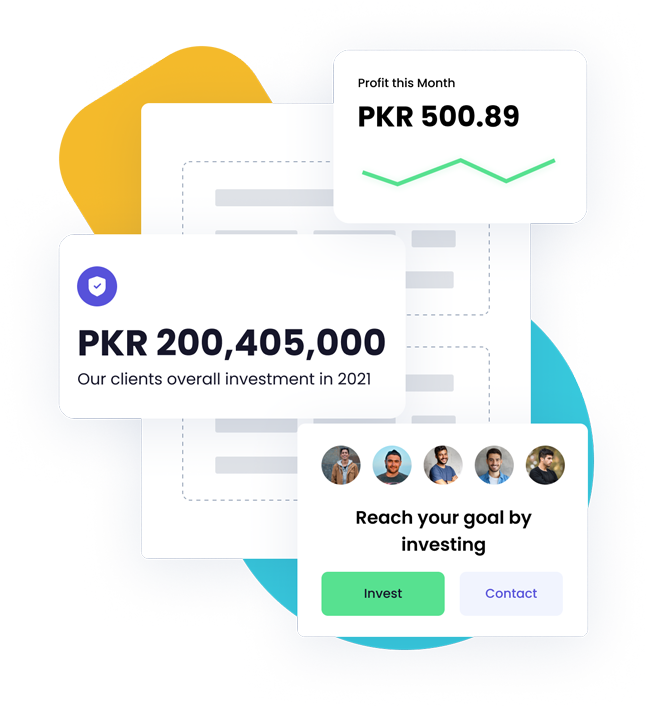 Profit this Month
PKR 500.89
PKR 200,405,000
Our clients overall investment in 2021
Reach your goal by
investing
Invest
Contact